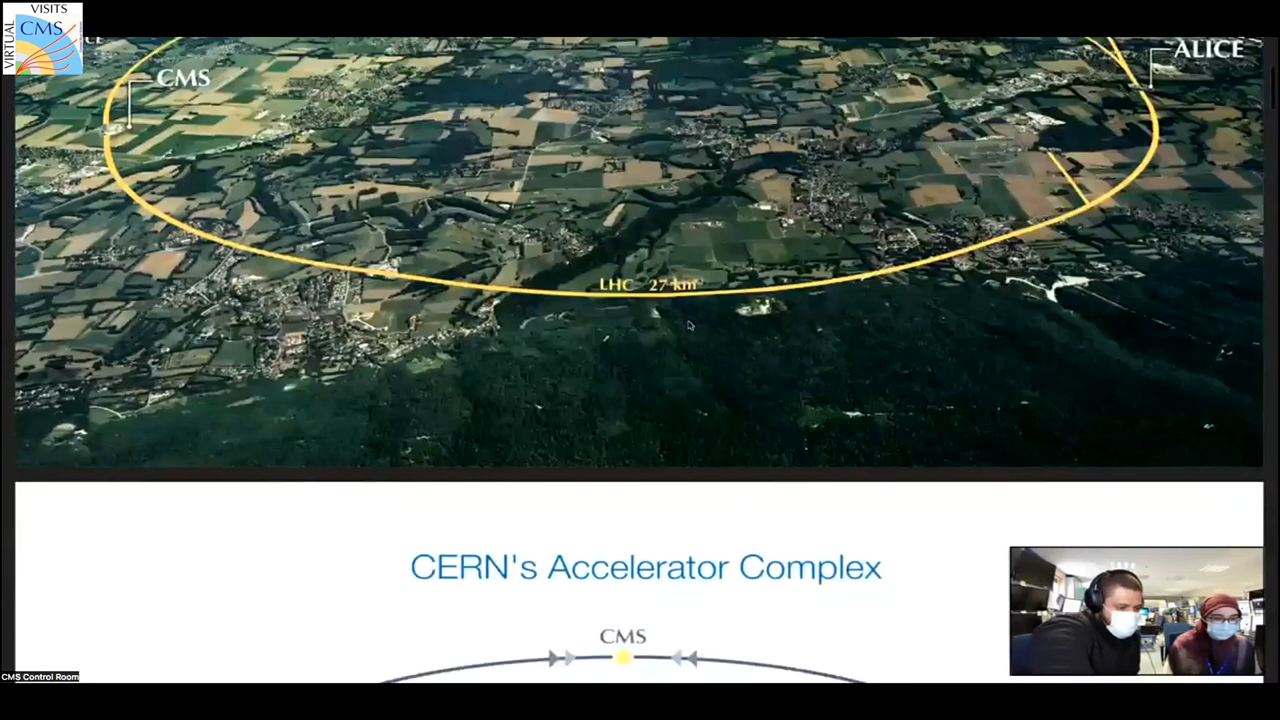 VISITS
CMS
VIRTUAL
CMS
ALICE
LHC 27 km
CERN's Accelerator Complex
CMS
CMS Control Room